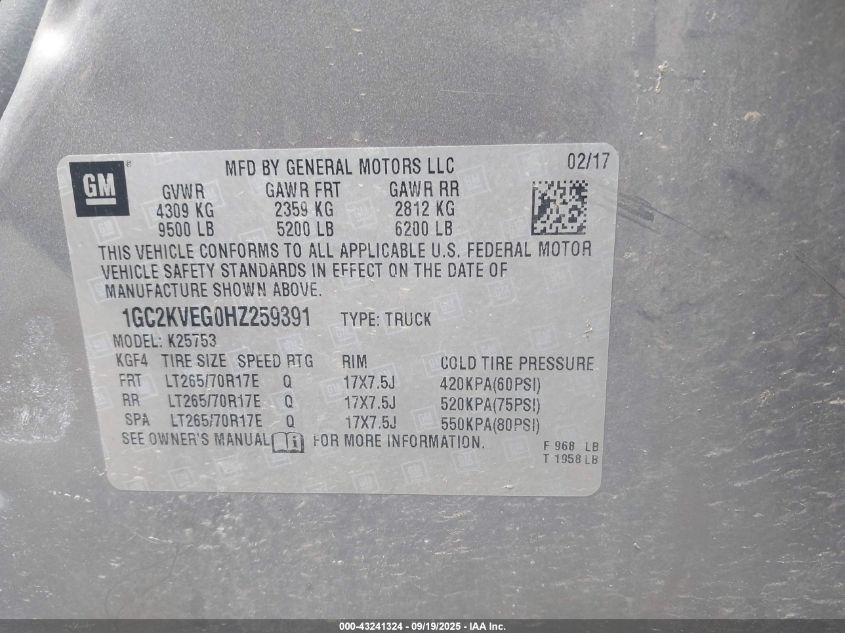 GM
MFD BY GENERAL MOTORS LLC 02/17
GVWR GAWR FRT GAWR RR
4309 KG 2359 KG 2812 KG
9500 LB 5200 LB 6200 LB
THIS VEHICLE CONFORMS TO ALL APPLICABLE U.S. FEDERAL MOTOR
VEHICLE SAFETY STANDARDS IN EFFECT ON THE DATE OF
MANUFACTURE SHOWN ABOVE.
1GC2KVEG0HZ259391 TYPE: TRUCK
MODEL: K25753
KGF4 TIRE SIZE SPEED RTG RIM COLD TIRE PRESSURE
FRT LT265/70R17E Q 17X7.5J 420KPA(60PSI)
RR LT265/70R17E Q 17X7.5J 520KPA(75PSI)
SPA LT265/70R17E Q 17X7.5J 550KPA(80PSI)
SEE OWNER'S MANUAL FOR MORE INFORMATION.
F 968 LB
T 1958 LB
000-43241324 - 09/19/2025 - IAA Inc.